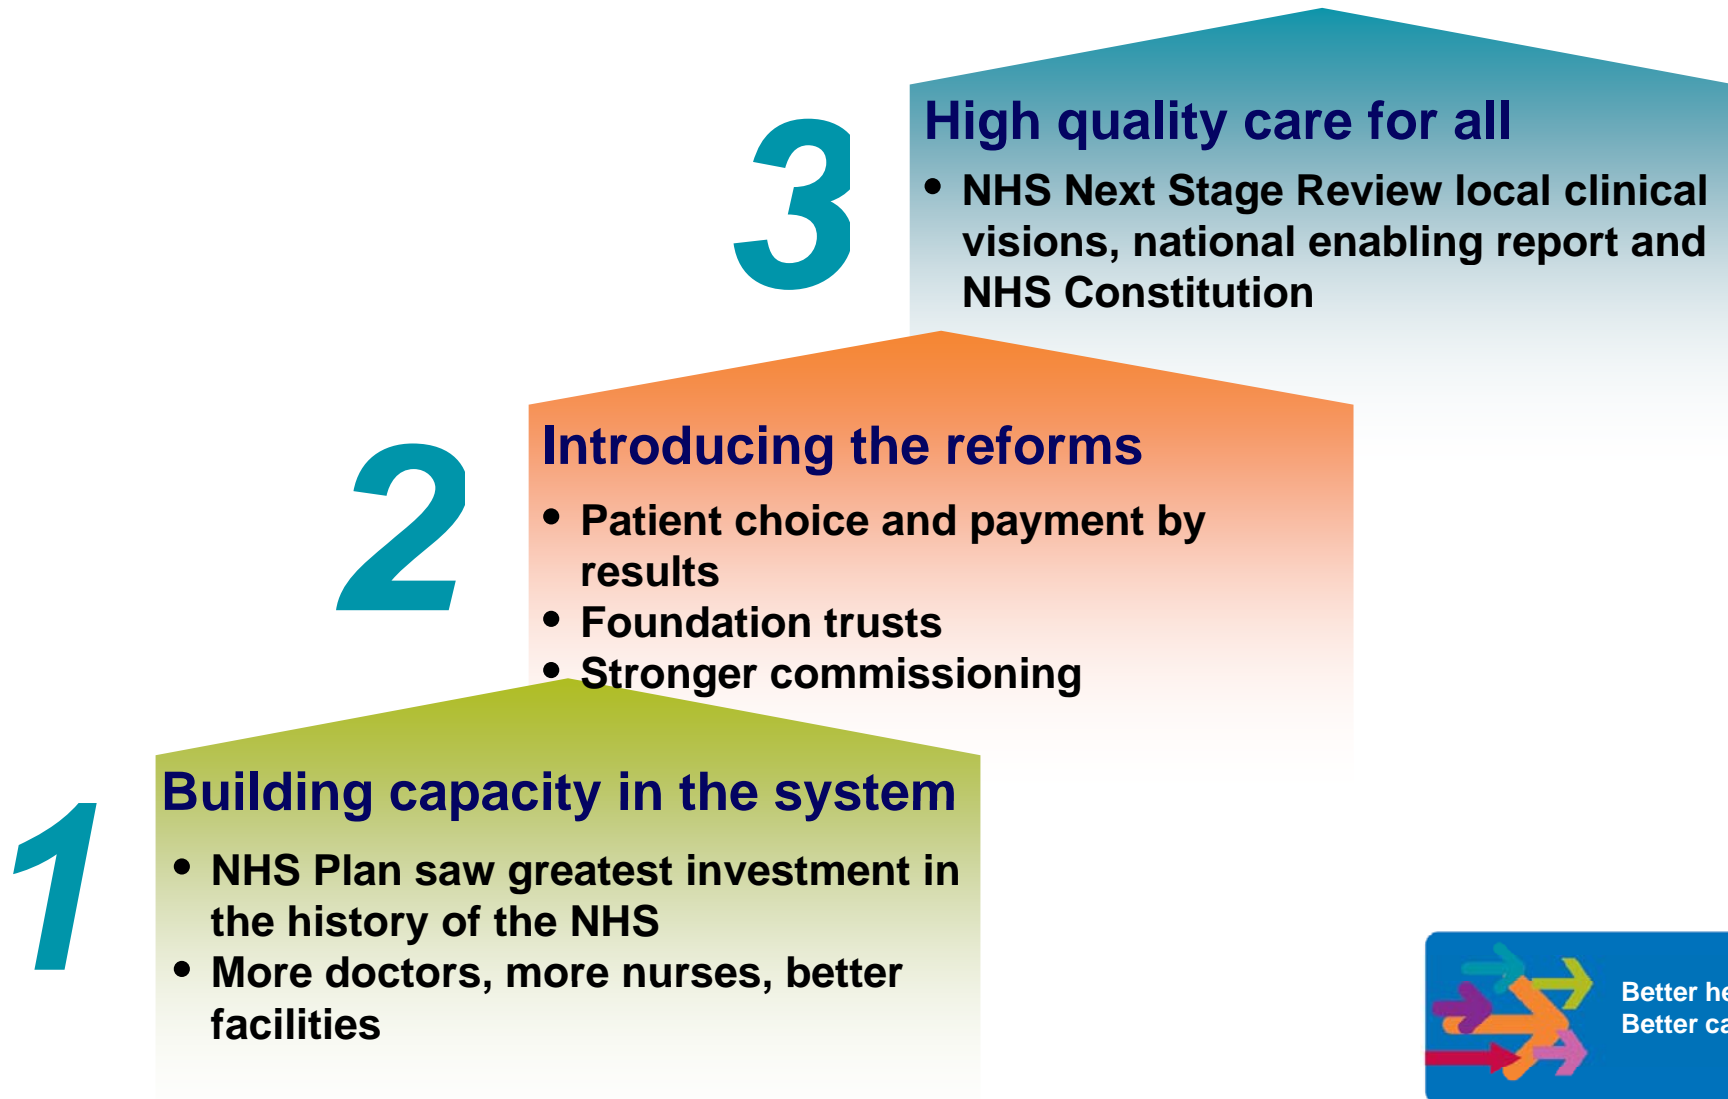 3
High quality care for all
• NHS Next Stage Review local clinical
visions, national enabling report and
NHS Constitution
2
Introducing the reforms
• Patient choice and payment by
results
• Foundation trusts
• Stronger commissioning
1
Building capacity in the system
• NHS Plan saw greatest investment in
the history of the NHS
• More doctors, more nurses, better
facilities
Better
Better